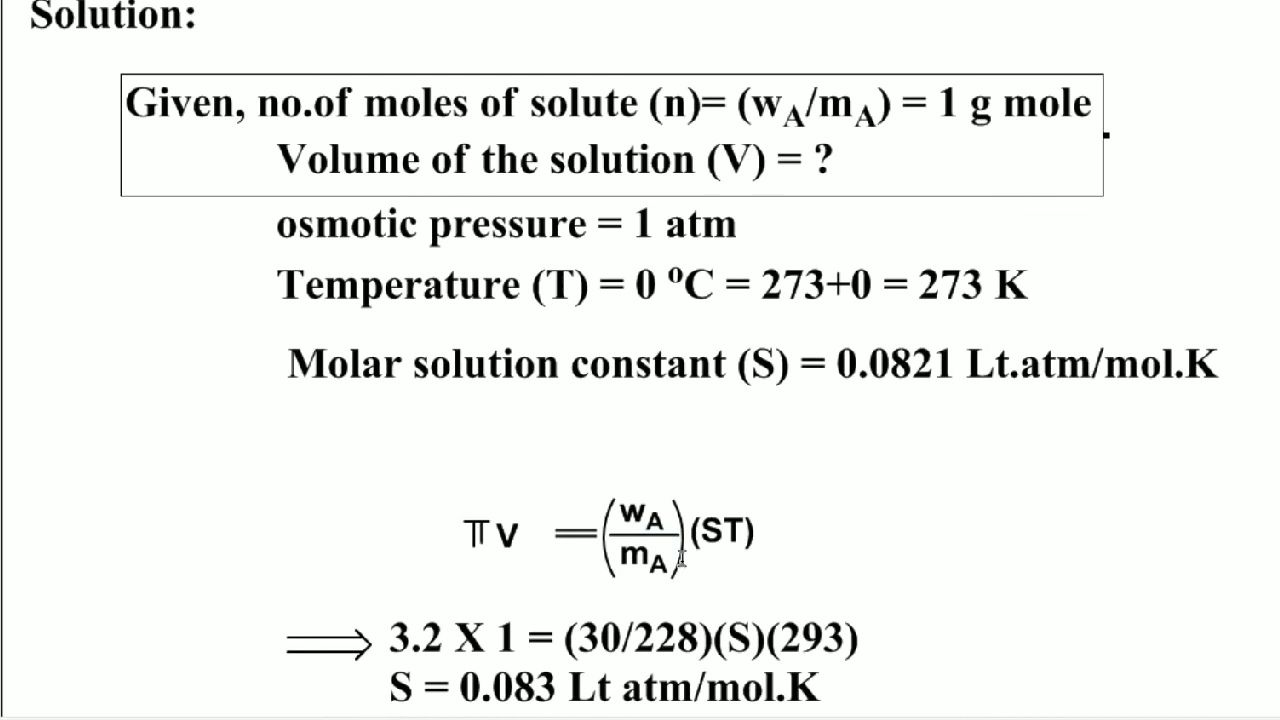 Solution:
Given, no.of moles of solute (n)= (wA/mA) = 1 g mole
Volume of the solution (V) = ?
osmotic pressure = 1 atm
Temperature (T) = 0 ºC = 273+0 = 273 K
Molar solution constant (S) = 0.0821 Lt.atm/mol.K
πV = (wA/mA)(ST)
⟹ 3.2 X 1 = (30/228)(S)(293)
S = 0.083 Lt atm/mol.K